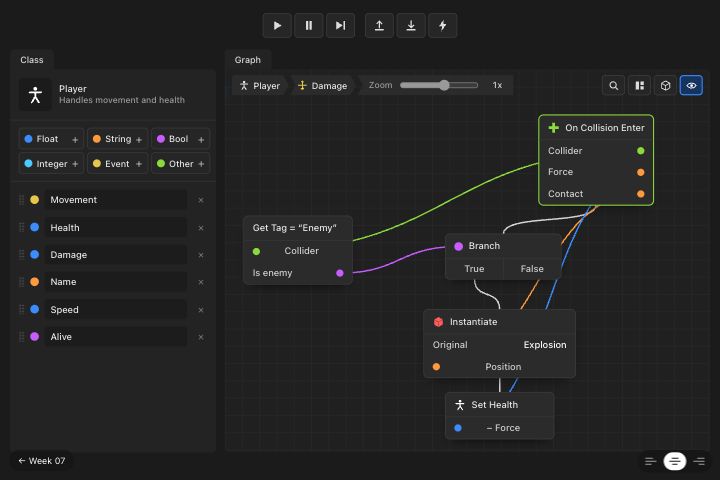 Class
Graph
Player
Handles movement and health
Float +
String +
Bool +
Integer +
Event +
Other +
Movement ×
Health ×
Damage ×
Name ×
Speed ×
Alive ×
← Week 07
Player
Damage
Zoom
1x
On Collision Enter
Collider
Force
Contact
Get Tag = “Enemy”
Collider
Is enemy
Branch
True
False
Instantiate
Original Explosion
Position
Set Health
– Force